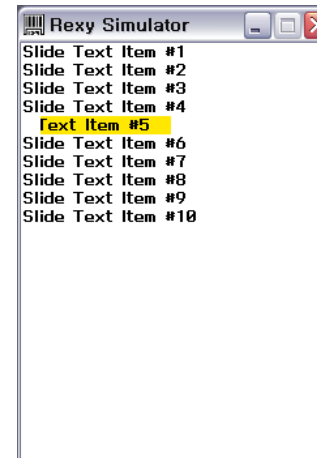 Rexy Simulator
Slide Text Item #1
Slide Text Item #2
Slide Text Item #3
Slide Text Item #4
Text Item #5
Slide Text Item #6
Slide Text Item #7
Slide Text Item #8
Slide Text Item #9
Slide Text Item #10